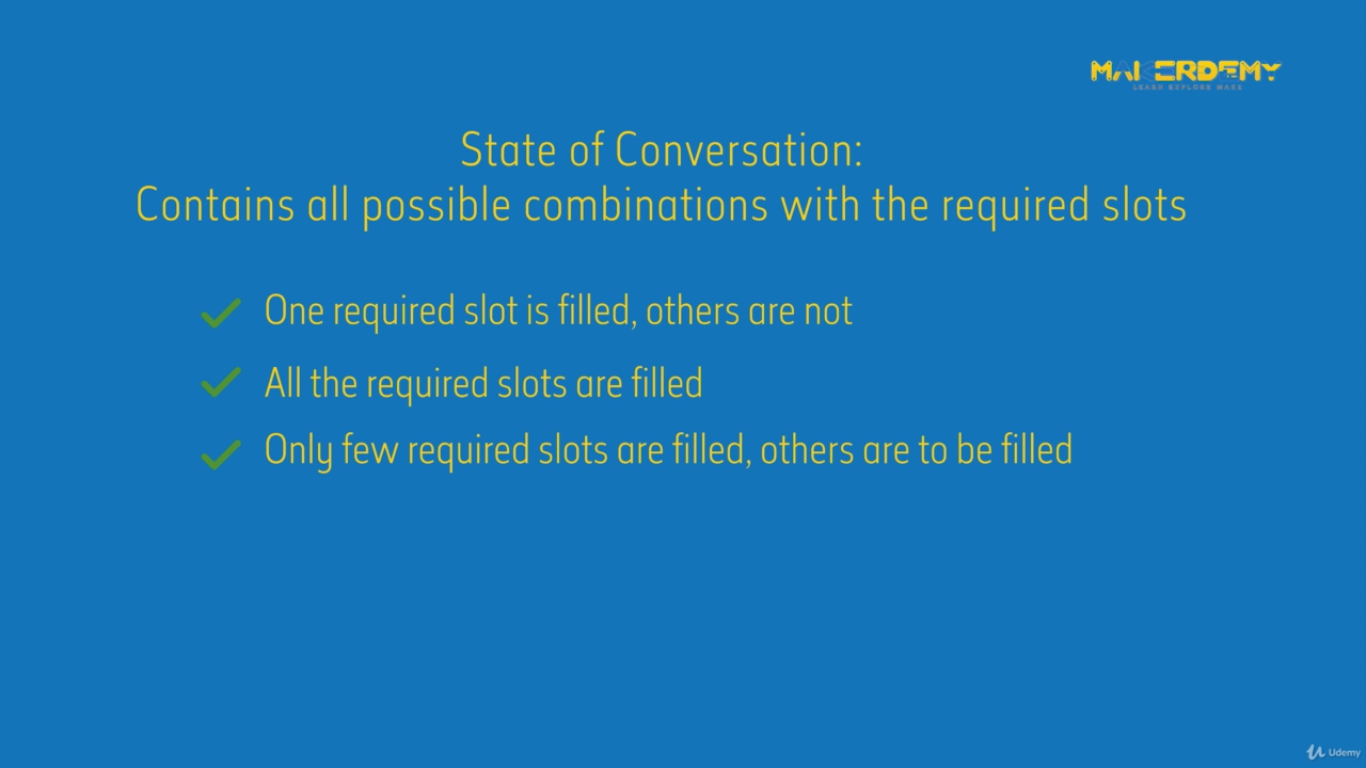 MAKERDEMY
LEARN EXPLORE MAKE
State of Conversation:
Contains all possible combinations with the required slots
One required slot is filled, others are not
All the required slots are filled
Only few required slots are filled, others are to be filled
Udemy